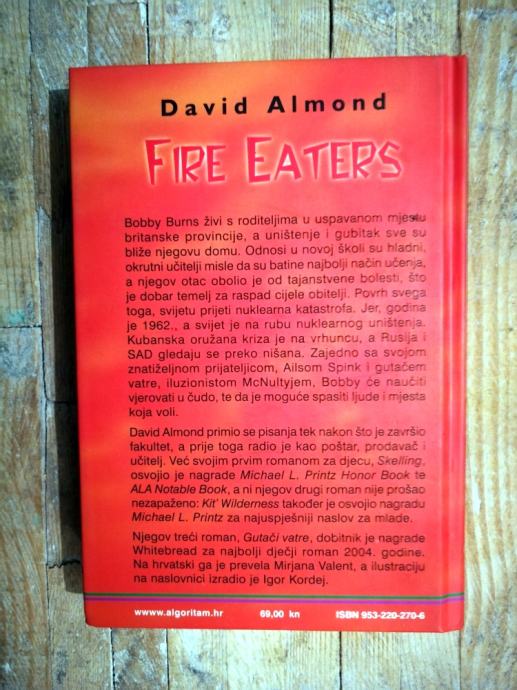 David Almond
FIRE EATERS
Bobby Burns živi s roditeljima u uspavanom mjestu
britanske provincije, a uništenje i gubitak sve su
bliže njegovu domu. Odnosi u novoj školi su hladni,
okrutni učitelji misle da su batine najbolji način učenja,
a njegov otac obolio je od tajanstvene bolesti, što
je dobar temelj za raspad cijele obitelji. Povrh svega
toga, svijetu prijeti nuklearna katastrofa. Jer, godina
je 1962., a svijet je na rubu nuklearnog uništenja.
Kubanska oružana kriza je na vrhuncu, a Rusija i
SAD gledaju se preko nišana. Zajedno sa svojom
znatiželjnom prijateljicom, Ailsom Spink i gutačem
vatre, iluzionistom McNultyjem, Bobby će naučiti
vjerovati u čudo, te da je moguće spasiti ljude i mjesta
koja voli.
David Almond primio se pisanja tek nakon što je završio
fakultet, a prije toga radio je kao poštar, prodavač i
učitelj. Već svojim prvim romanom za djecu, Skelling,
osvojio je nagrade Michael L. Printz Honor Book te
ALA Notable Book, a ni njegov drugi roman nije prošao
nezapaženo: Kit' Wilderness također je osvojio nagradu
Michael L. Printz za najuspješniji naslov za mlade.
Njegov treći roman, Gutači vatre, dobitnik je nagrade
Whitebread za najbolji dječji roman 2004. godine.
Na hrvatski ga je prevela Mirjana Valent, a ilustraciju
na naslovnici izradio je Igor Kordej.
www.algoritam.hr 69,00 kn ISBN 953-220-270-6